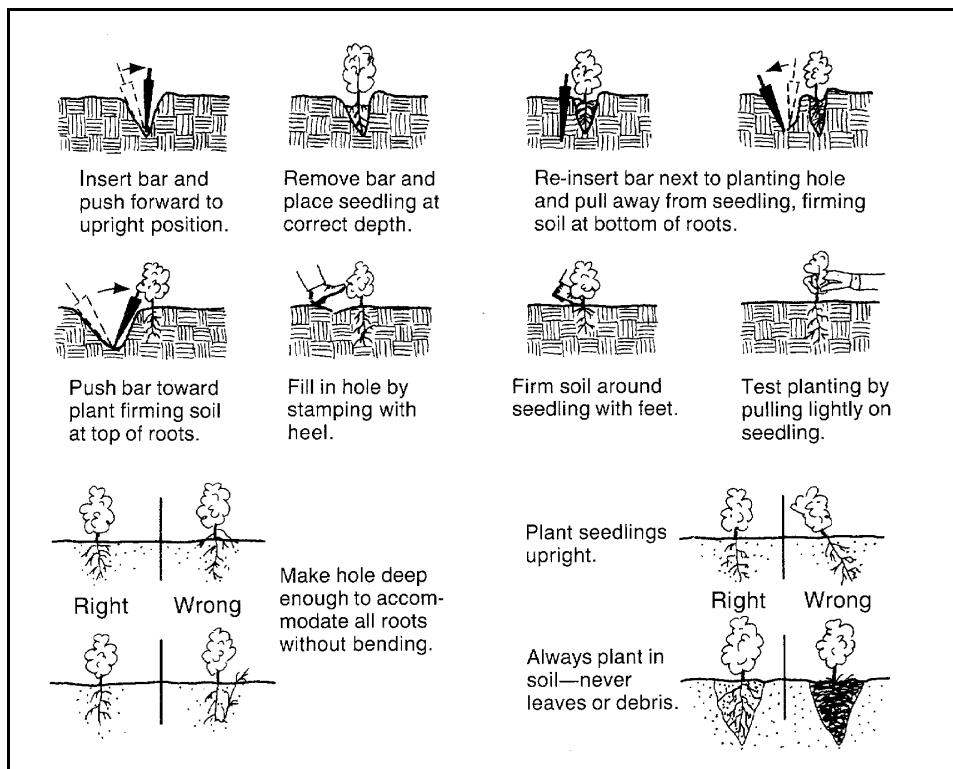 Insert bar and
push forward to
upright position.
Remove bar and
place seedling at
correct depth.
Re-insert bar next to planting hole
and pull away from seedling, firming
soil at bottom of roots.
Push bar toward
plant firming soil
at top of roots.
Fill in hole by
stamping with
heel.
Firm soil around
seedling with feet.
Test planting by
pulling lightly on
seedling.
Right
Wrong
Make hole deep
enough to accom-
modate all roots
without bending.
Plant seedlings
upright.
Right
Wrong
Always plant in
soil—never
leaves or debris.